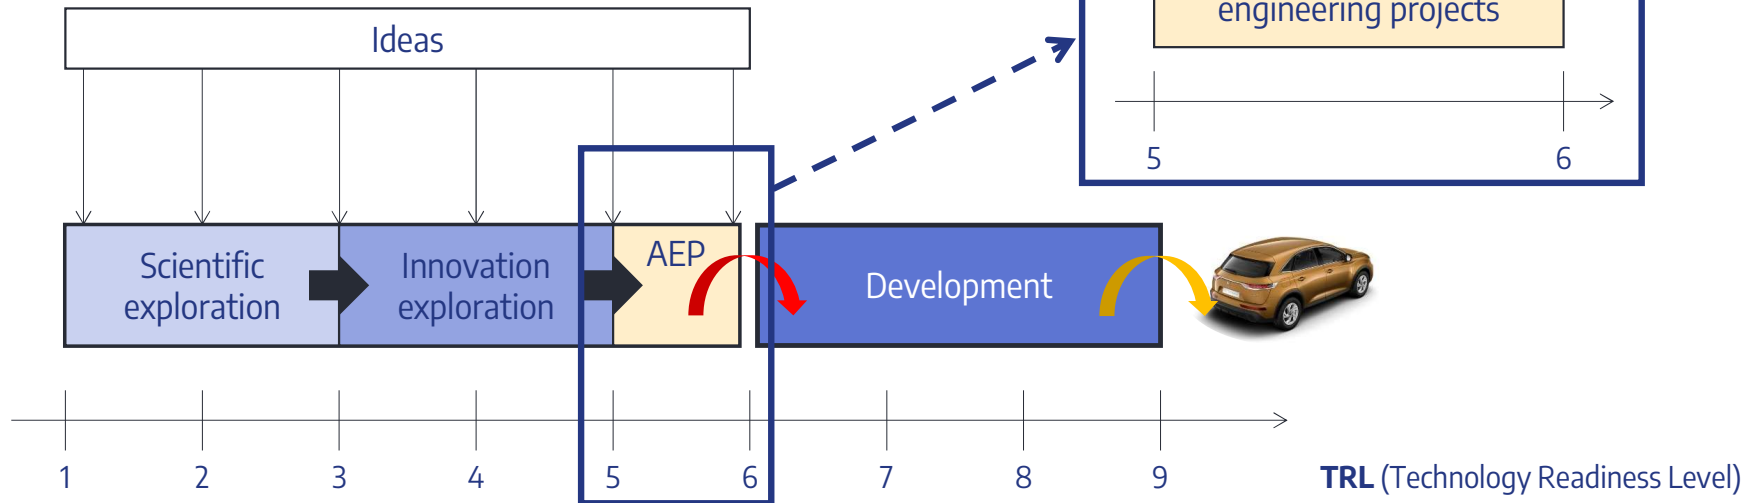 engineering projects
5 6
Ideas
Scientific
exploration
Innovation
exploration
AEP
Development
1 2 3 4 5 6 7 8 9
TRL (Technology Readiness Level)